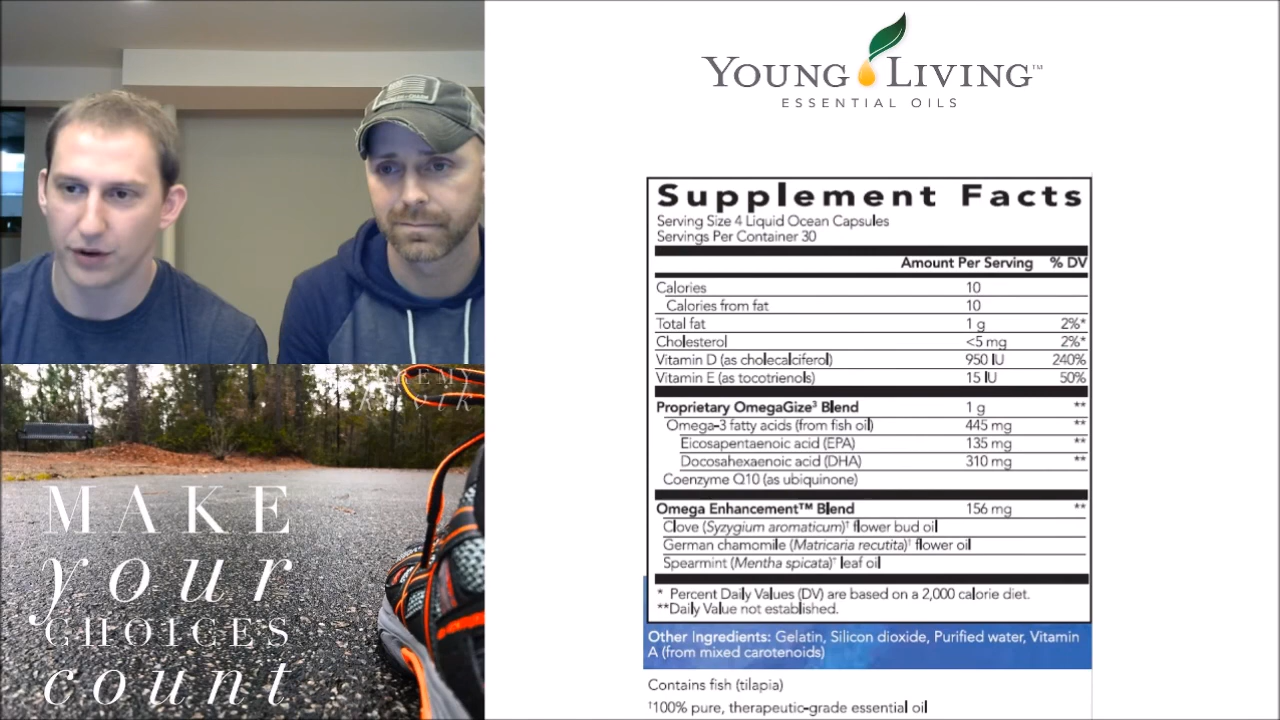 YOUNG LIVING™
ESSENTIAL OILS
Supplement Facts
Serving Size 4 Liquid Ocean Capsules
Servings Per Container 30
Amount Per Serving % DV
Calories 10
Calories from fat 10
Total fat 1 g 2%*
Cholesterol <5 mg 2%*
Vitamin D (as cholecalciferol) 950 IU 240%
Vitamin E (as tocotrienols) 15 IU 50%
Proprietary OmegaGize³ Blend 1 g **
Omega-3 fatty acids (from fish oil) 445 mg **
Eicosapentaenoic acid (EPA) 135 mg **
Docosahexaenoic acid (DHA) 310 mg **
Coenzyme Q10 (as ubiquinone)
Omega Enhancement™ Blend 156 mg **
Clove (Syzygium aromaticum)† flower bud oil
German chamomile (Matricaria recutita)† flower oil
Spearmint (Mentha spicata)† leaf oil
* Percent Daily Values (DV) are based on a 2,000 calorie diet.
**Daily Value not established.
Other Ingredients: Gelatin, Silicon dioxide, Purified water, Vitamin
A (from mixed carotenoids)
Contains fish (tilapia)
†100% pure, therapeutic-grade essential oil
MAKE
your
CHOICES
count